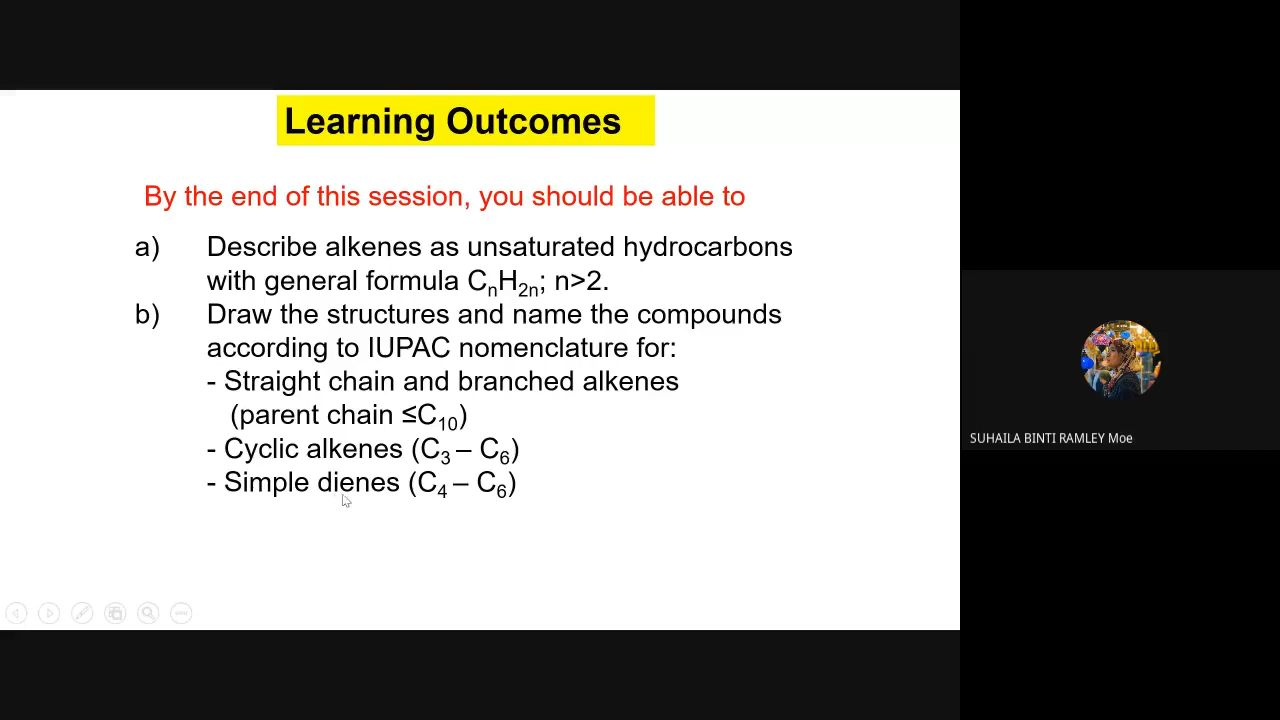 Learning Outcomes
By the end of this session, you should be able to
a) Describe alkenes as unsaturated hydrocarbons
with general formula CₙH₂ₙ; n>2.
b) Draw the structures and name the compounds
according to IUPAC nomenclature for:
- Straight chain and branched alkenes
(parent chain ≤C₁₀)
- Cyclic alkenes (C₃ – C₆)
- Simple dienes (C₄ – C₆)
SUHAILA BINTI RAMLEY Moe